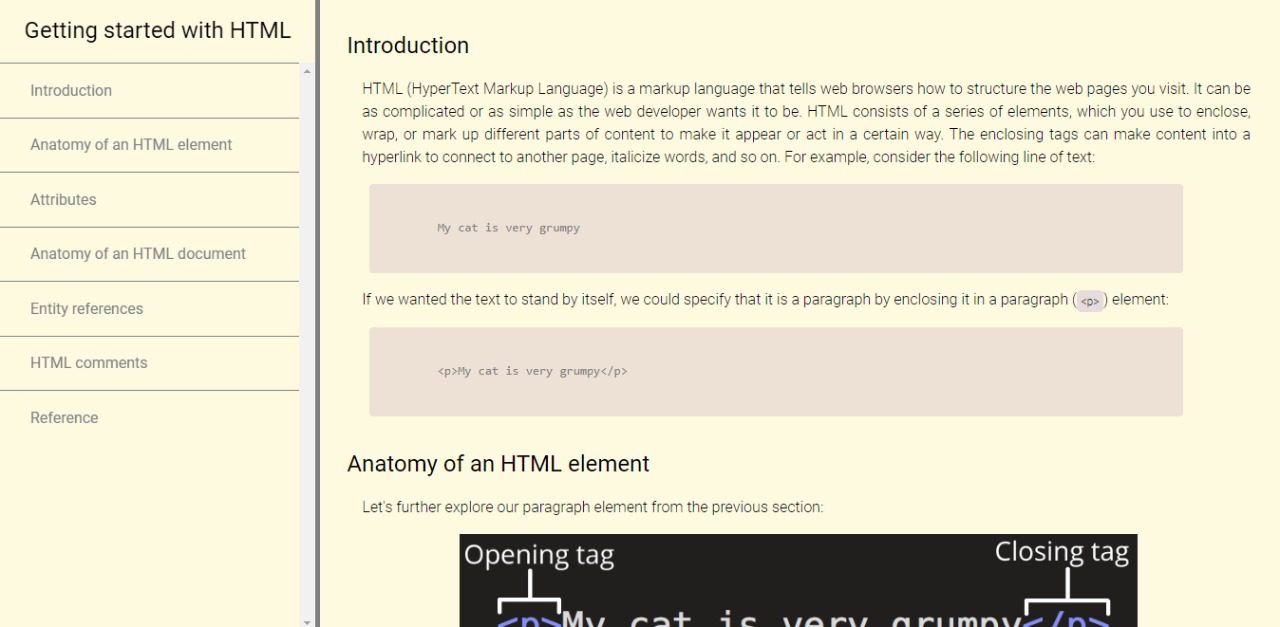 Getting started with HTML
Introduction
Anatomy of an HTML element
Attributes
Anatomy of an HTML document
Entity references
HTML comments
Reference
Introduction
HTML (HyperText Markup Language) is a markup language that tells web browsers how to structure the web pages you visit. It can be
as complicated or as simple as the web developer wants it to be. HTML consists of a series of elements, which you use to enclose,
wrap, or mark up different parts of content to make it appear or act in a certain way. The enclosing tags can make content into a
hyperlink to connect to another page, italicize words, and so on. For example, consider the following line of text:
My cat is very grumpy
If we wanted the text to stand by itself, we could specify that it is a paragraph by enclosing it in a paragraph (<p>) element:
<p>My cat is very grumpy</p>
Anatomy of an HTML element
Let's further explore our paragraph element from the previous section:
Opening tag Closing tag
<p>My cat is very grumpy</p>